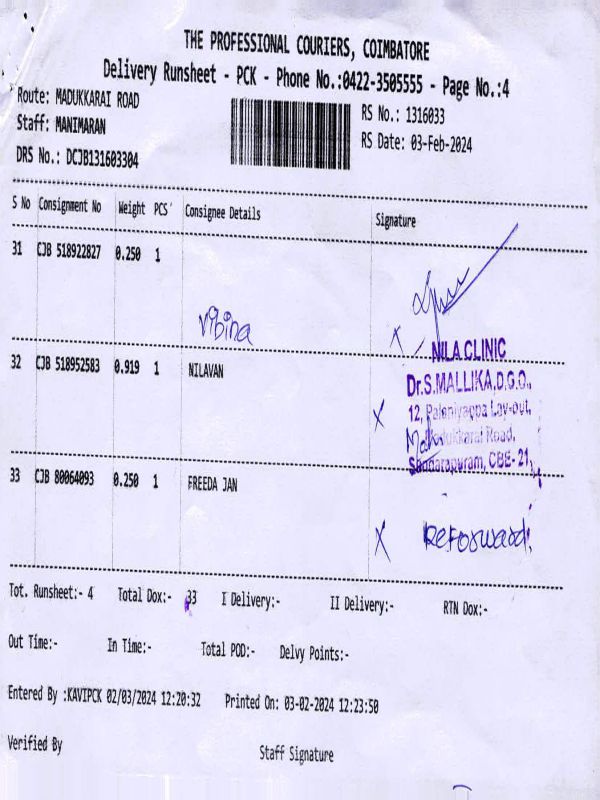 THE PROFESSIONAL COURIERS, COIMBATORE
Delivery Runsheet - PCK - Phone No.:0422-3505555 - Page No.:4
Route: MADUKKARAI ROAD
RS No.: 1316033
Staff: MANIMARAN
RS Date: 03-Feb-2024
DRS No.: DCJB131603304
S No Consignment No Weight PCS Consignee Details Signature
31 CJB 518922827 0.250 1
Vibina
NILA CLINIC
32 CJB 518952583 0.919 1 NILAVAN
Dr.S.MALLIKA,D.G.O.,
12, Palaniyappa Lay-out,
Madukkarai Road,
Sundarapuram, CBE-21.
33 CJB 80064093 0.250 1 FREEDA JAN
Reforward.
Tot. Runsheet:- 4 Total Dox:- 33 I Delivery:- II Delivery:- RTN Dox:-
Out Time:- In Time:- Total POD:- Delvy Points:-
Entered By :KAVIPCK 02/03/2024 12:20:32 Printed On: 03-02-2024 12:23:50
Verified By Staff Signature